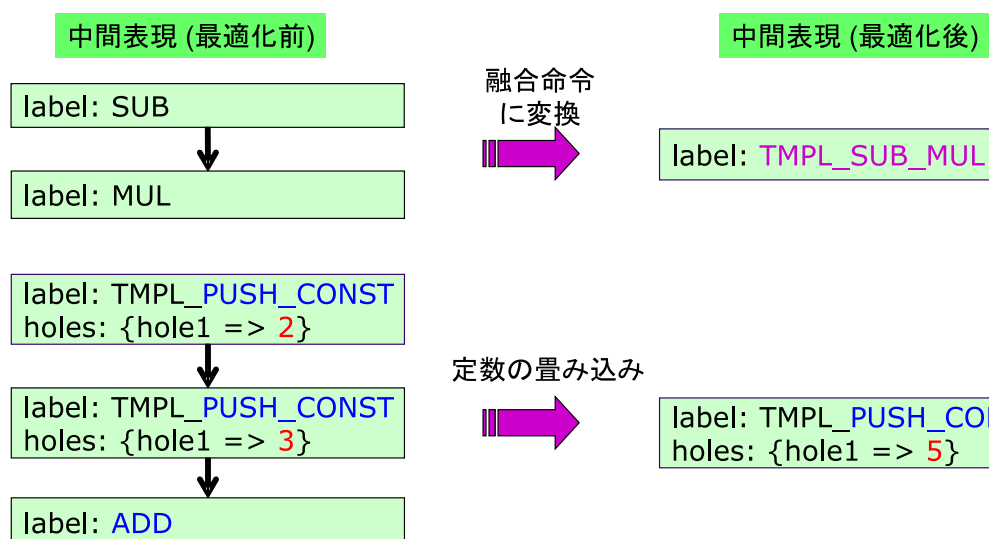 中間表現 (最適化前)
中間表現 (最適化後)
融合命令
に変換
label: SUB
label: MUL
label: TMPL_SUB_MUL
label: TMPL_PUSH_CONST
holes: {hole1 => 2}
定数の畳み込み
label: TMPL_PUSH_CONST
holes: {hole1 => 3}
label: ADD
label: TMPL_PUSH_CO
holes: {hole1 => 5}